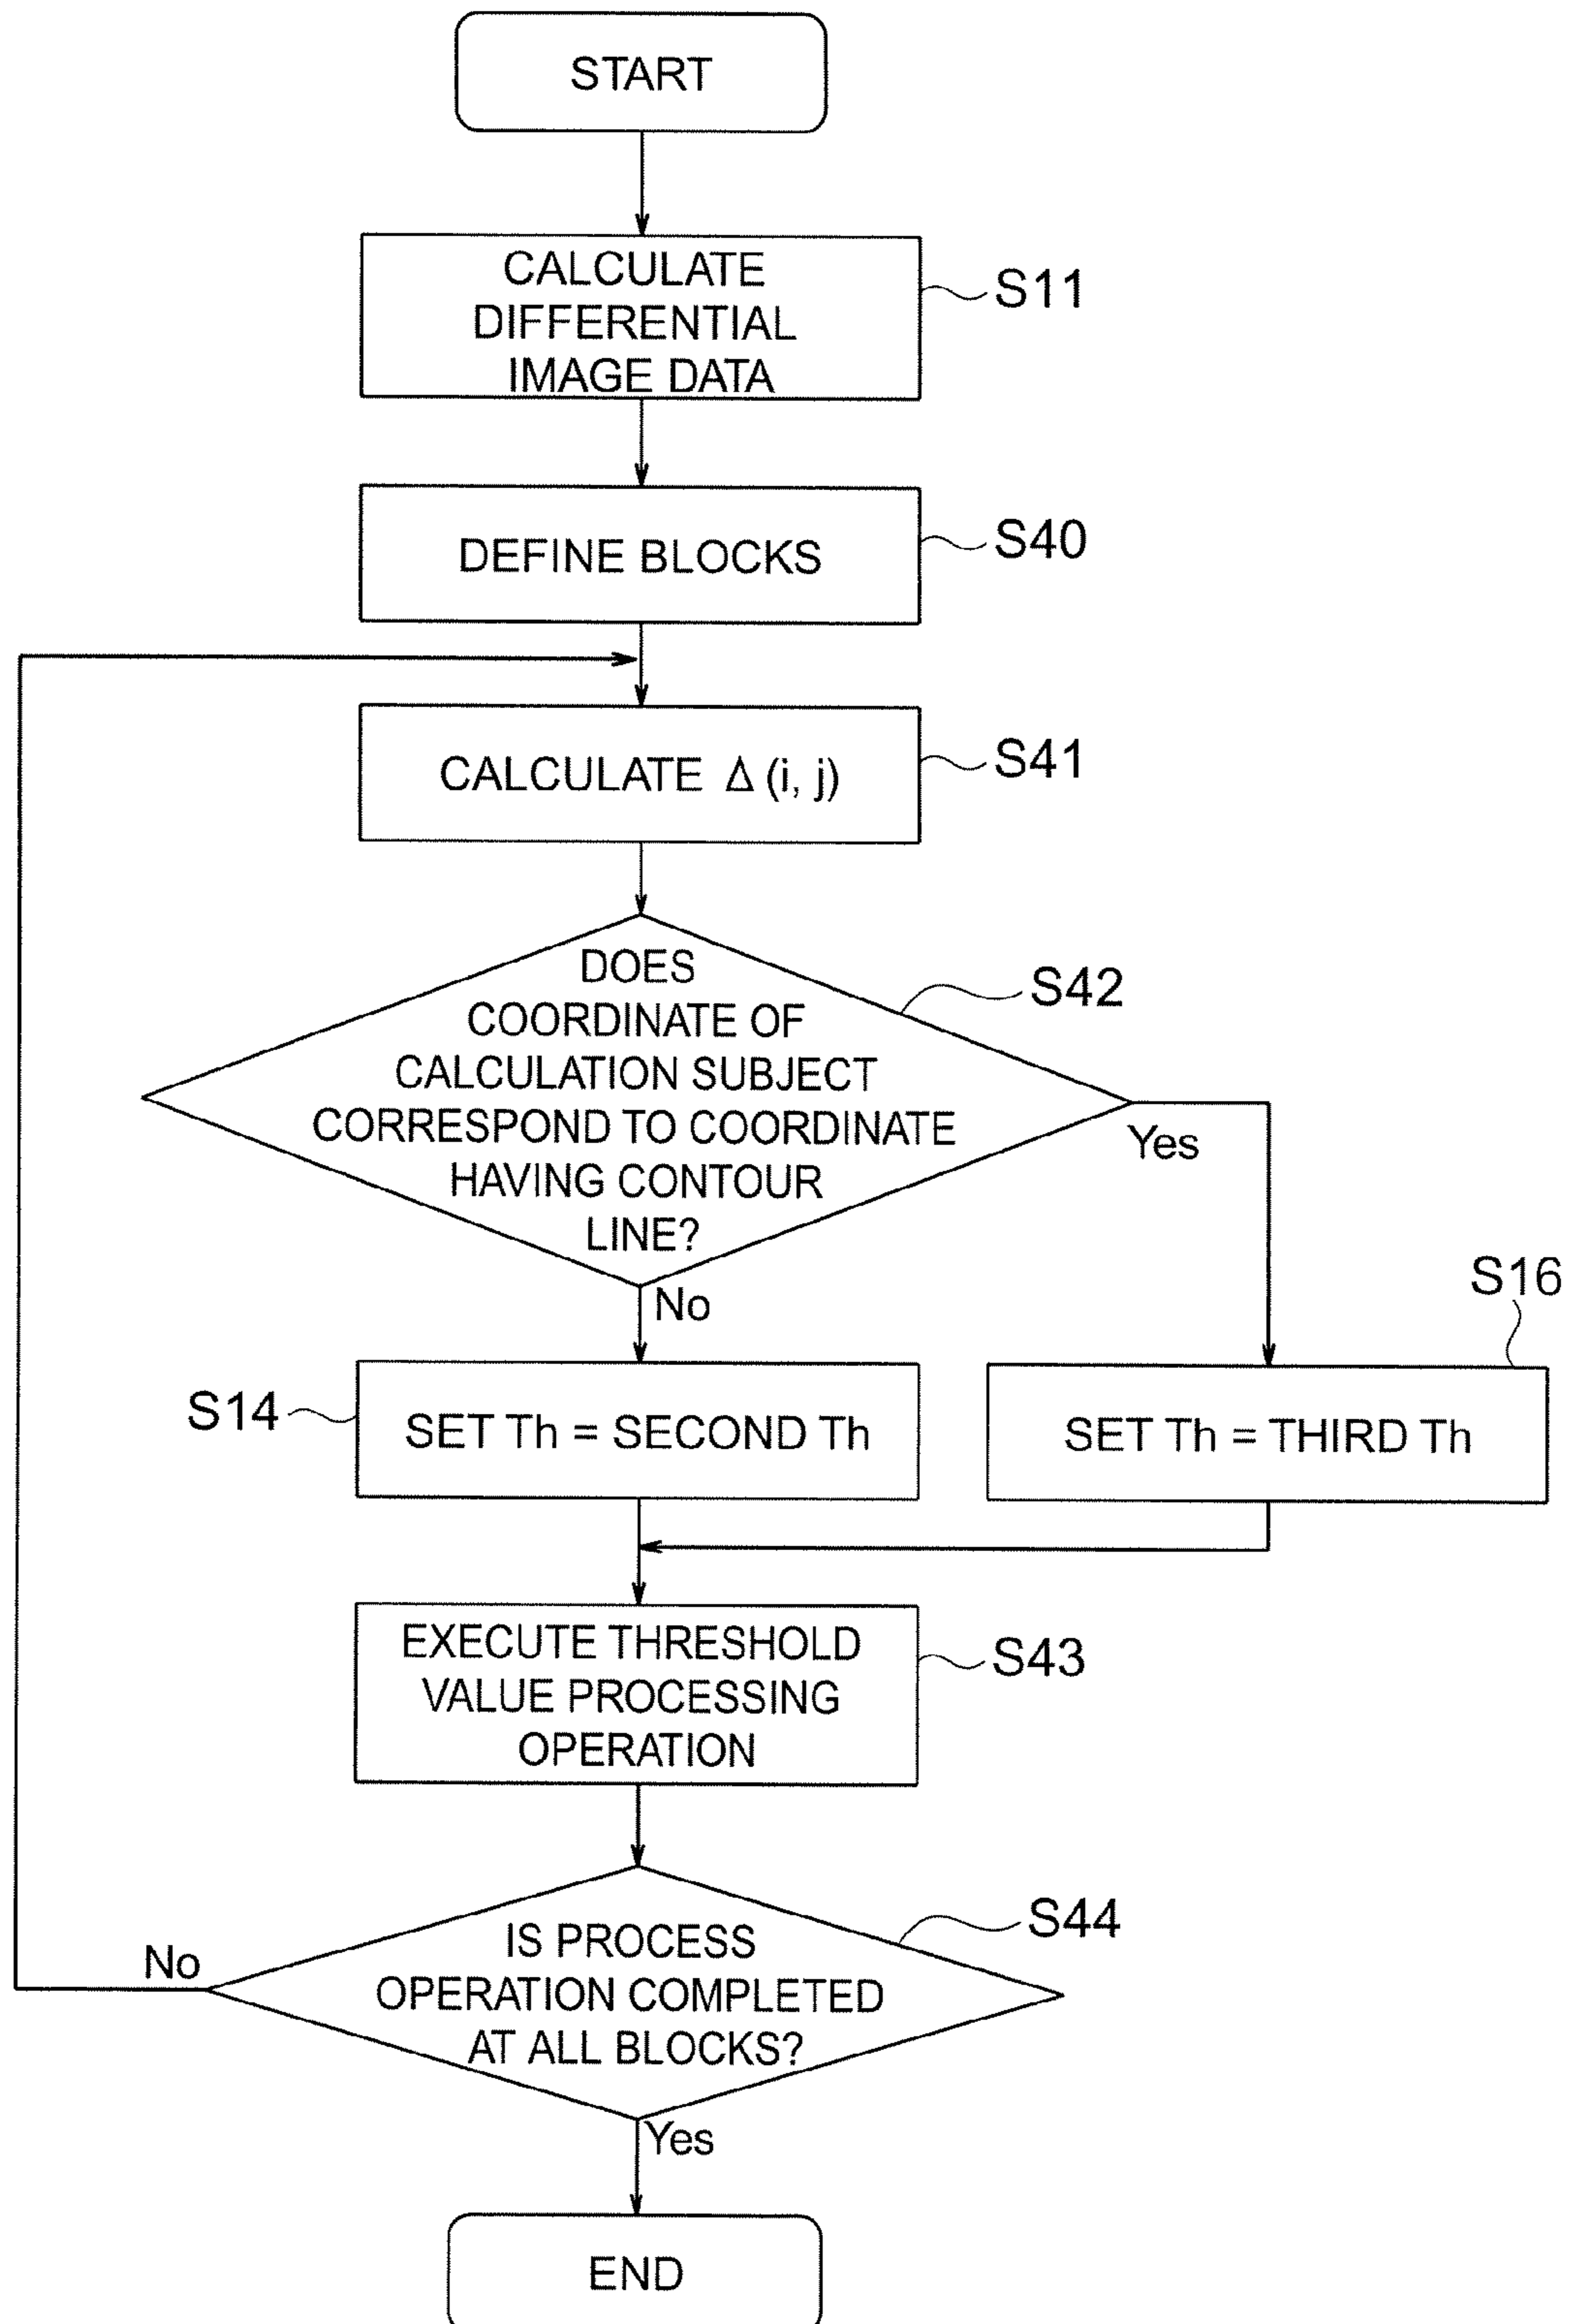 START
CALCULATE
DIFFERENTIAL
IMAGE DATA
S11
DEFINE BLOCKS
S40
CALCULATE Δ (i, j)
S41
DOES
COORDINATE OF
CALCULATION SUBJECT
CORRESPOND TO COORDINATE
HAVING CONTOUR
LINE?
S42
Yes
No
S16
S14
SET Th = SECOND Th
SET Th = THIRD Th
EXECUTE THRESHOLD
VALUE PROCESSING
OPERATION
S43
IS PROCESS
OPERATION COMPLETED
AT ALL BLOCKS?
S44
No
Yes
END